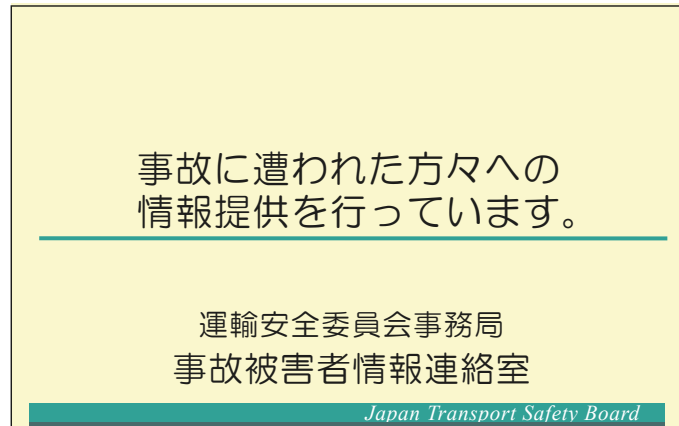 事故に遭われた方々への
情報提供を行っています。
運輸安全委員会事務局
事故被害者情報連絡室
Japan Transport Safety Board